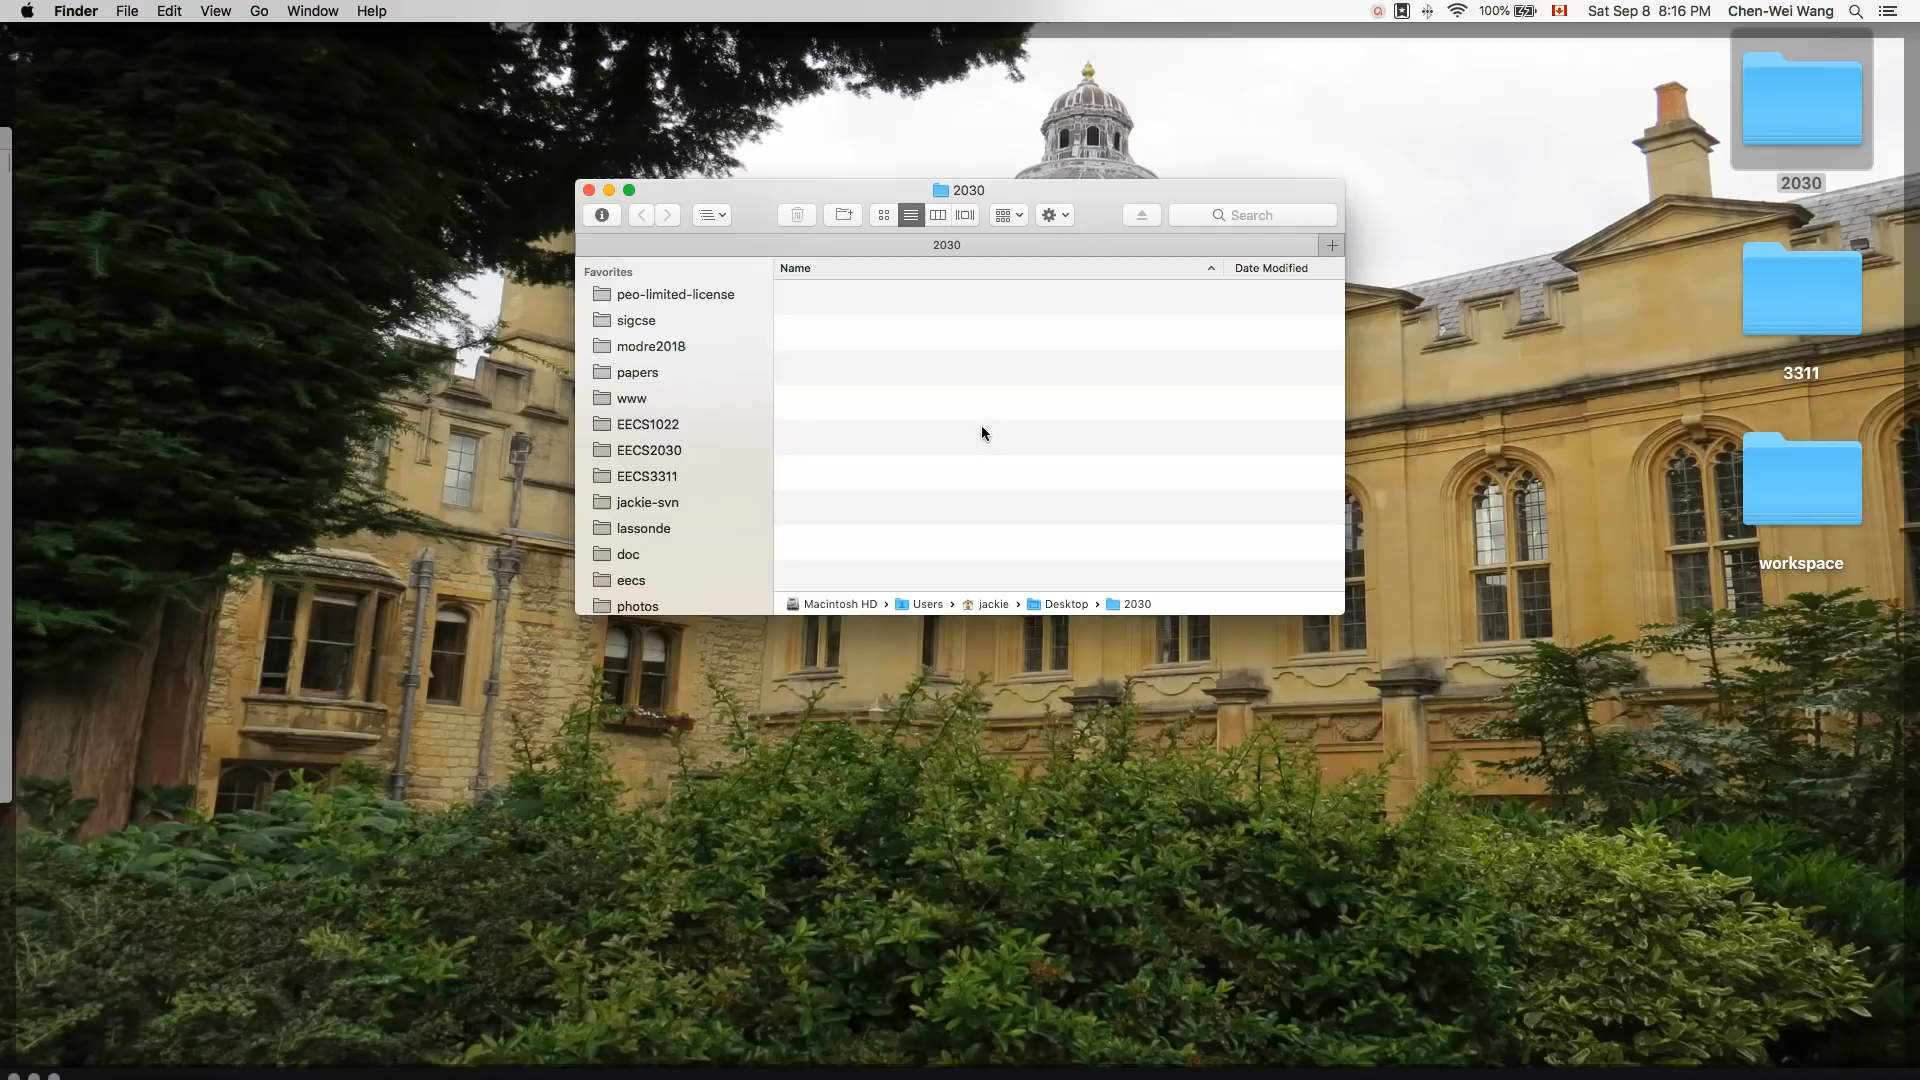 Finder File Edit View Go Window Help 100% Sat Sep 8 8:16 PM Chen-Wei Wang
2030
Search
2030
Favorites
Name Date Modified
peo-limited-license
sigcse
modre2018
papers
www
EECS1022
EECS2030
EECS3311
jackie-svn
lassonde
doc
eecs
photos
Macintosh HD › Users › jackie › Desktop › 2030
2030
3311
workspace